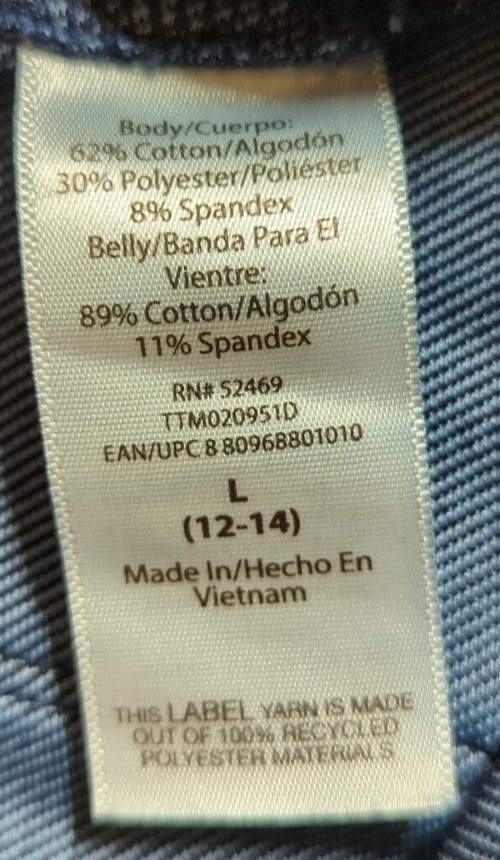 Body/Cuerpo:
62% Cotton/Algodón
30% Polyester/Poliéster
8% Spandex
Belly/Banda Para El
Vientre:
89% Cotton/Algodón
11% Spandex
RN# 52469
TTM020951D
EAN/UPC 8 80968801010
L
(12-14)
Made In/Hecho En
Vietnam
THIS LABEL YARN IS MADE
OUT OF 100% RECYCLED
POLYESTER MATERIALS